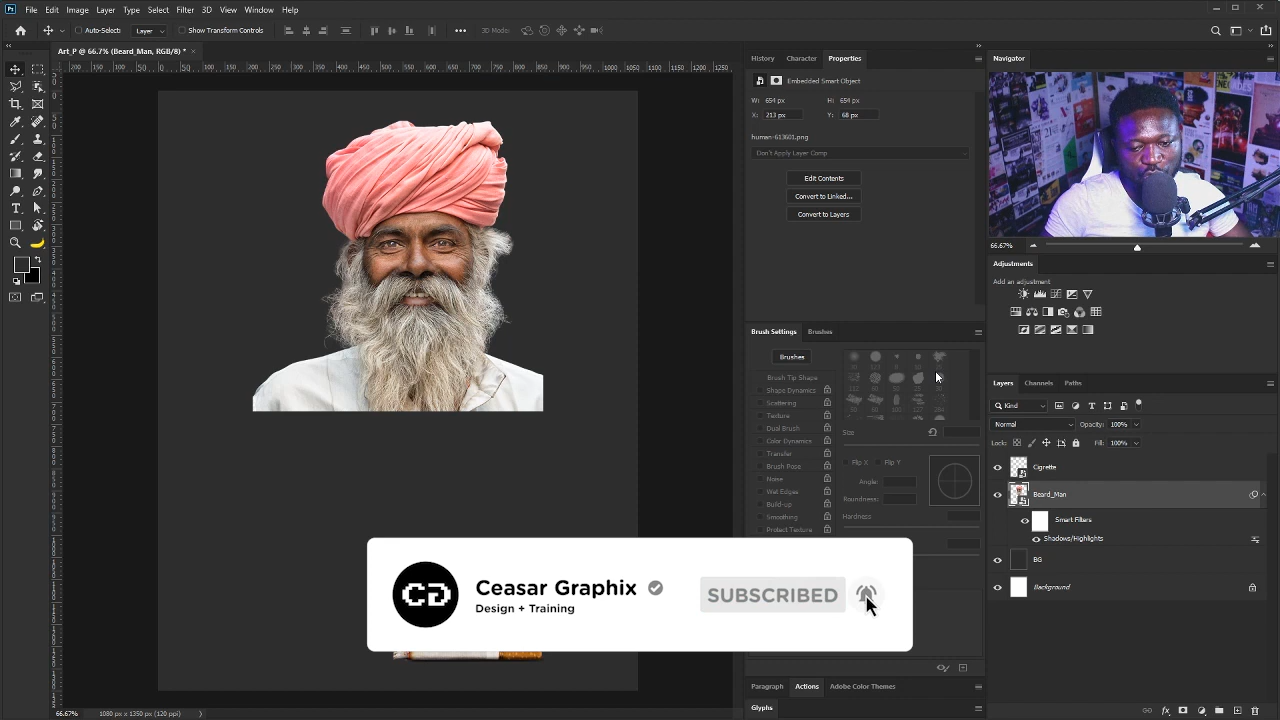 Ps File Edit Image Layer Type Select Filter 3D View Window Help
Auto-Select: Layer Show Transform Controls 3D Mode:
Art_P @ 66.7% (Beard_Man, RGB/8) *
History Character Properties
Embedded Smart Object
W: 654 px H: 654 px
X: 213 px Y: 68 px
human-613601.png
Don't Apply Layer Comp
Edit Contents
Convert to Linked...
Convert to Layers
Brush Settings Brushes
Brushes
Brush Tip Shape
Shape Dynamics
Scattering
Texture
Dual Brush
Color Dynamics
Transfer
Brush Pose
Noise
Wet Edges
Build-up
Smoothing
Protect Texture
Size
Flip X Flip Y
Angle:
Roundness:
Hardness
Navigator
66.67%
Adjustments
Add an adjustment
Layers Channels Paths
Kind
Normal Opacity: 100%
Lock: Fill: 100%
Cigrette
Beard_Man
Smart Filters
Shadows/Highlights
BG
Background
CG
Ceasar Graphix
Design + Training
SUBSCRIBED
Paragraph Actions Adobe Color Themes
Glyphs
66.67% 1080 px x 1350 px (120 ppi)